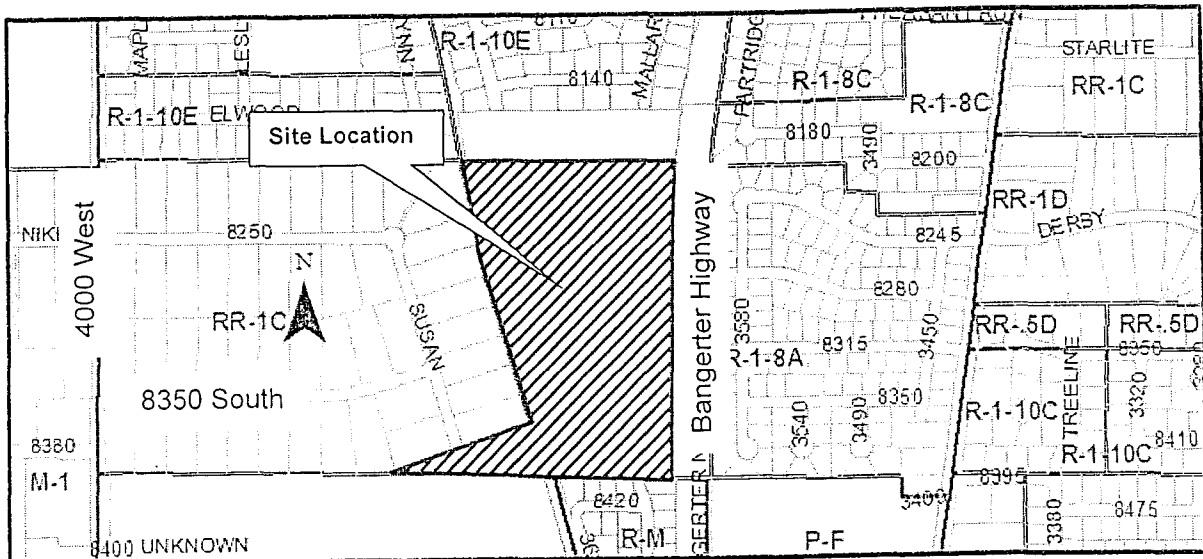 R-1-10E
8140
MALLAR
PARTRIDG
R-1-8C
R-1-8C
STARLITE
RR-1C
R-1-10E
Site Location
8180
3490
8200
4000 West
NIKI
8250
N
RR-1C
SUSAN
8350 South
8380
M-1
8400 UNKNOWN
Bangerter Highway
RR-1D
DERBY
8245
8280
3580
8315
3450
R-1-8A
8350
3540
3490
RR-.5D
RR-.5D
8350
TREELINE
3320
R-1-10C
8410
R-1-10C
8395
3400
8420
R-M
P-F
3380
8475